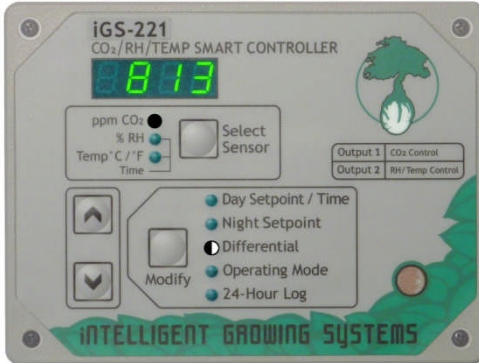 iGS-221
CO₂/RH/TEMP SMART CONTROLLER
813
ppm CO₂
% RH
Temp°C/°F
Time
Select
Sensor
Output 1 CO₂ Control
Output 2 RH/Temp Control
Modify
Day Setpoint / Time
Night Setpoint
Differential
Operating Mode
24-Hour Log
iNTELLIGENT GROWING SYSTEMS